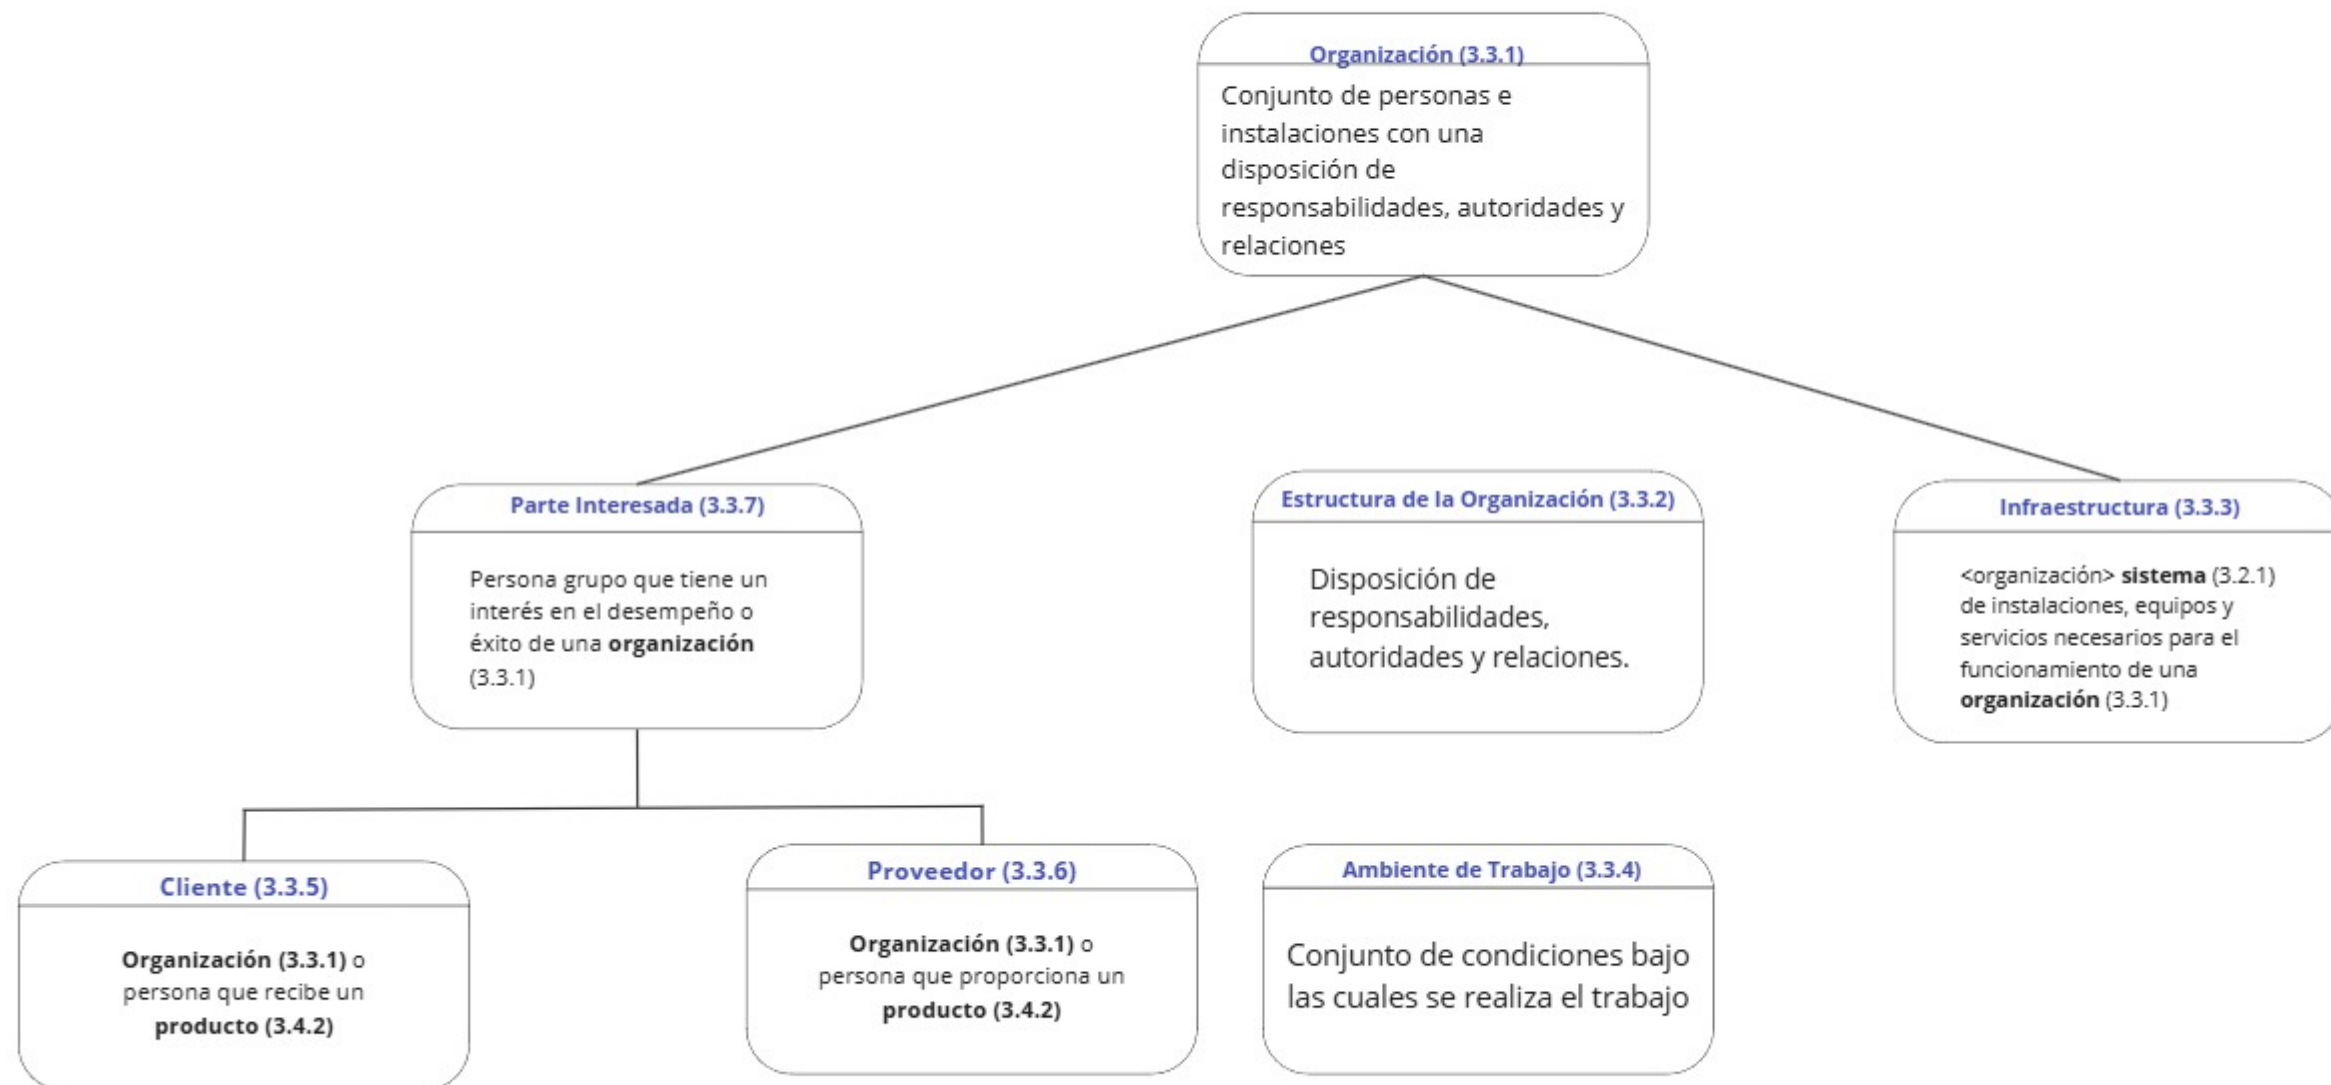 Organización (3.3.1)
Conjunto de personas e
instalaciones con una
disposición de
responsabilidades, autoridades y
relaciones
Parte Interesada (3.3.7)
Persona grupo que tiene un
interés en el desempeño o
éxito de una organización
(3.3.1)
Estructura de la Organización (3.3.2)
Disposición de
responsabilidades,
autoridades y relaciones.
Infraestructura (3.3.3)
<organización> sistema (3.2.1)
de instalaciones, equipos y
servicios necesarios para el
funcionamiento de una
organización (3.3.1)
Cliente (3.3.5)
Organización (3.3.1) o
persona que recibe un
producto (3.4.2)
Proveedor (3.3.6)
Organización (3.3.1) o
persona que proporciona un
producto (3.4.2)
Ambiente de Trabajo (3.3.4)
Conjunto de condiciones bajo
las cuales se realiza el trabajo